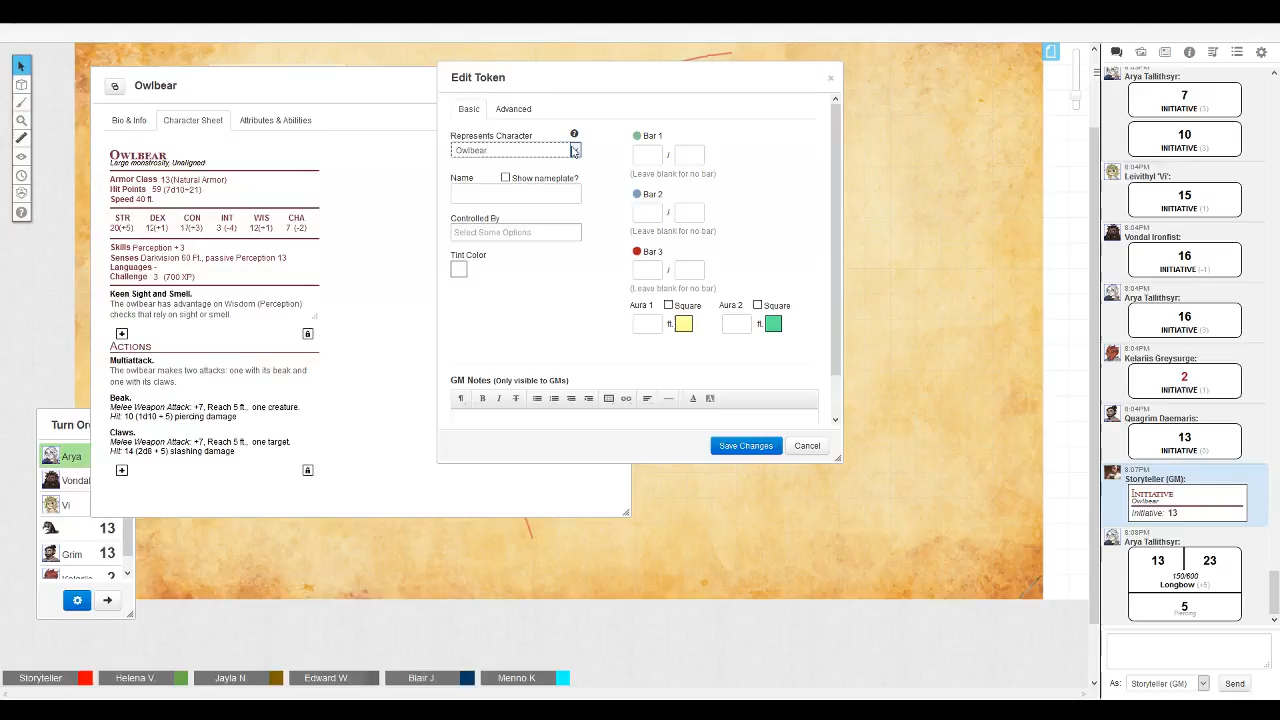 Owlbear
Bio & Info
Character Sheet
Attributes & Abilities
OWLBEAR
Large monstrosity, Unaligned
Armor Class 13(Natural Armor)
Hit Points 59 (7d10+21)
Speed 40 ft.
STR DEX CON INT WIS CHA
20(+5) 12(+1) 17(+3) 3 (-4) 12(+1) 7 (-2)
Skills Perception + 3
Senses Darkvision 60 Ft., passive Perception 13
Languages -
Challenge 3 (700 XP)
Keen Sight and Smell.
The owlbear has advantage on Wisdom (Perception)
checks that rely on sight or smell.
ACTIONS
Multiattack.
The owlbear makes two attacks: one with its beak and
one with its claws.
Beak.
Melee Weapon Attack: +7, Reach 5 ft., one creature.
Hit: 10 (1d10 + 5) piercing damage
Claws.
Melee Weapon Attack: +7, Reach 5 ft., one target.
Hit: 14 (2d8 + 5) slashing damage
Edit Token
×
Basic
Advanced
Represents Character
Owlbear
Name
Show nameplate?
Controlled By
Select Some Options
Tint Color
Bar 1
/
(Leave blank for no bar)
Bar 2
/
(Leave blank for no bar)
Bar 3
/
(Leave blank for no bar)
Aura 1 Square Aura 2 Square
ft. ft.
GM Notes (Only visible to GMs)
Save Changes
Cancel
Turn Or
Arya
Vondal
Vi
13
Grim 13
2
Arya Tallithsyr:
7
INITIATIVE (3)
10
INITIATIVE (3)
8:04PM
Leivithyl 'Vi':
15
INITIATIVE (3)
8:04PM
Vondal Ironfist:
16
INITIATIVE (-1)
8:04PM
Arya Tallithsyr:
16
INITIATIVE (3)
8:04PM
Kelariis Greysurge:
2
INITIATIVE (1)
8:04PM
Quagrim Daemaris:
13
8:07PM
Storyteller (GM):
INITIATIVE
Owlbear
Initiative: 13
8:08PM
Arya Tallithsyr:
13 23
150/600
Longbow (+5)
5
Piercing
As: Storyteller (GM)
Send
Storyteller
Helena V.
Jayla N.
Edward W.
Blair J.
Menno K